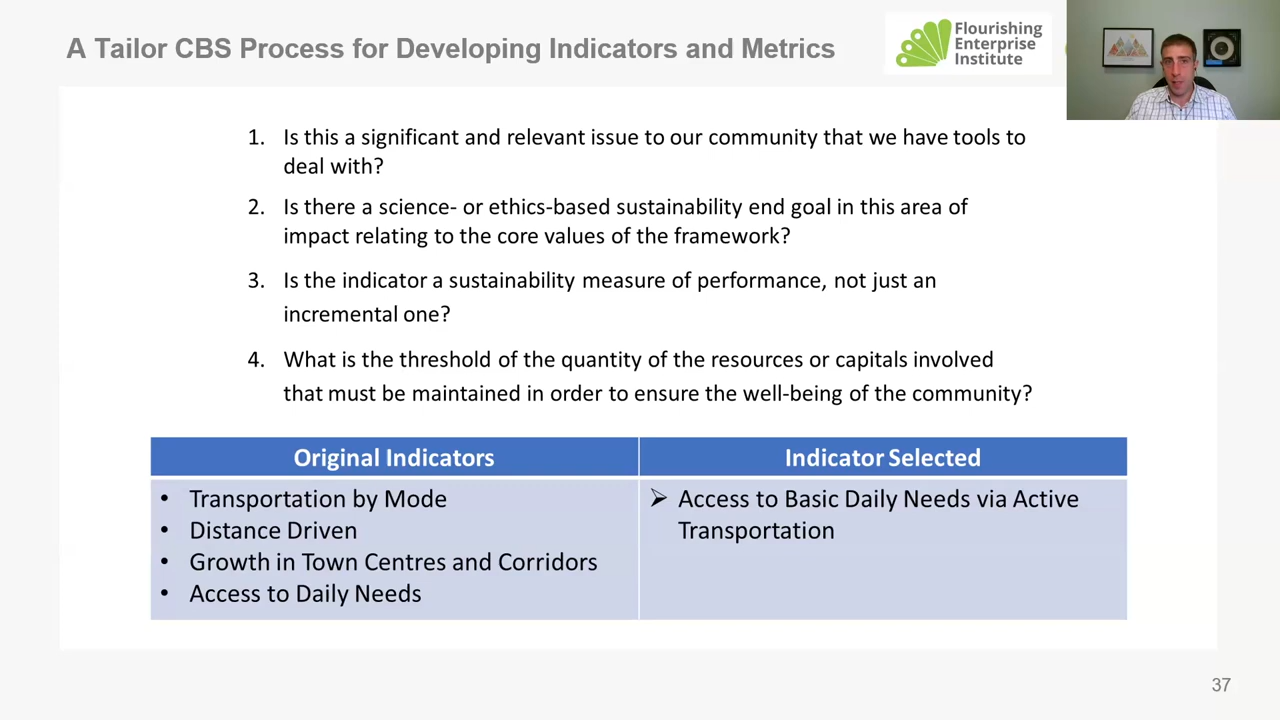 A Tailor CBS Process for Developing Indicators and Metrics
Flourishing
Enterprise
Institute
1. Is this a significant and relevant issue to our community that we have tools to
deal with?
2. Is there a science- or ethics-based sustainability end goal in this area of
impact relating to the core values of the framework?
3. Is the indicator a sustainability measure of performance, not just an
incremental one?
4. What is the threshold of the quantity of the resources or capitals involved
that must be maintained in order to ensure the well-being of the community?
Original Indicators
• Transportation by Mode
• Distance Driven
• Growth in Town Centres and Corridors
• Access to Daily Needs
Indicator Selected
➢ Access to Basic Daily Needs via Active
Transportation
37